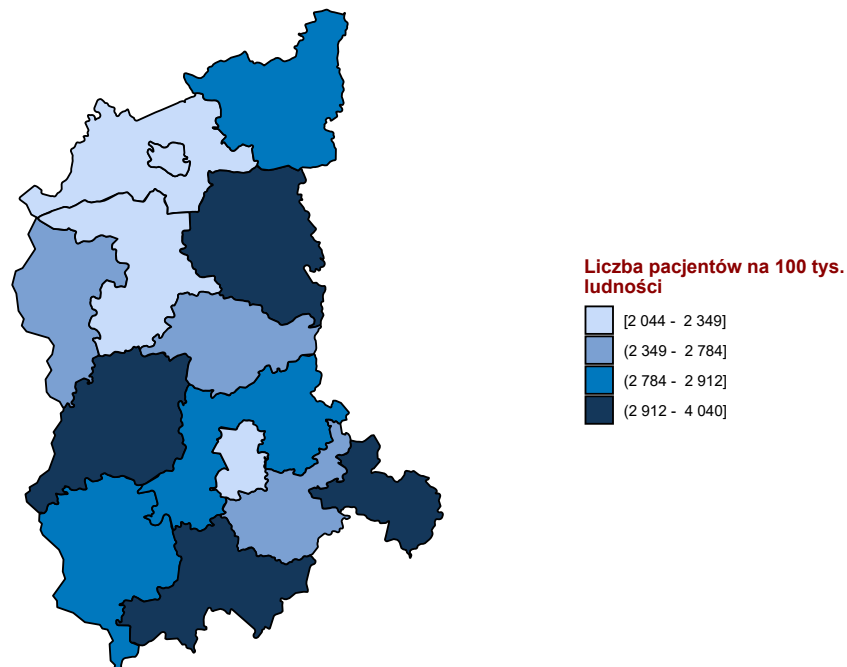 Liczba pacjentów na 100 tys.
ludności
[2 044 - 2 349]
(2 349 - 2 784]
(2 784 - 2 912]
(2 912 - 4 040]